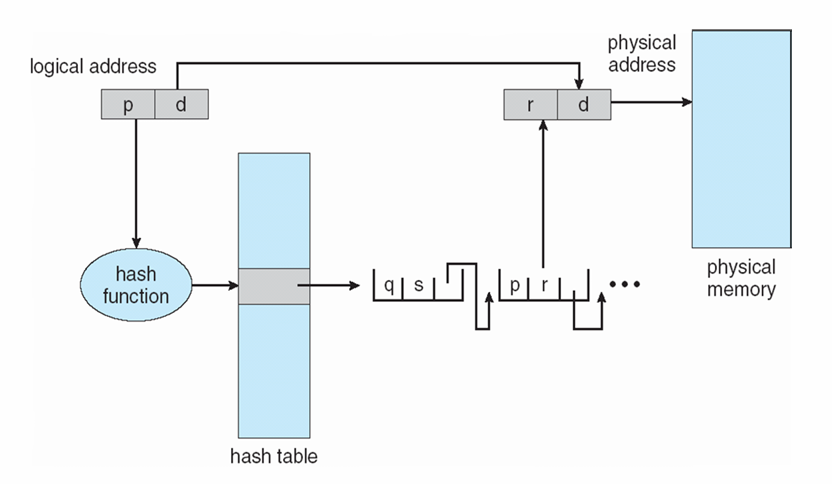 logical address
p d
physical
address
r d
hash
function
q s
p r
...
physical
memory
hash table